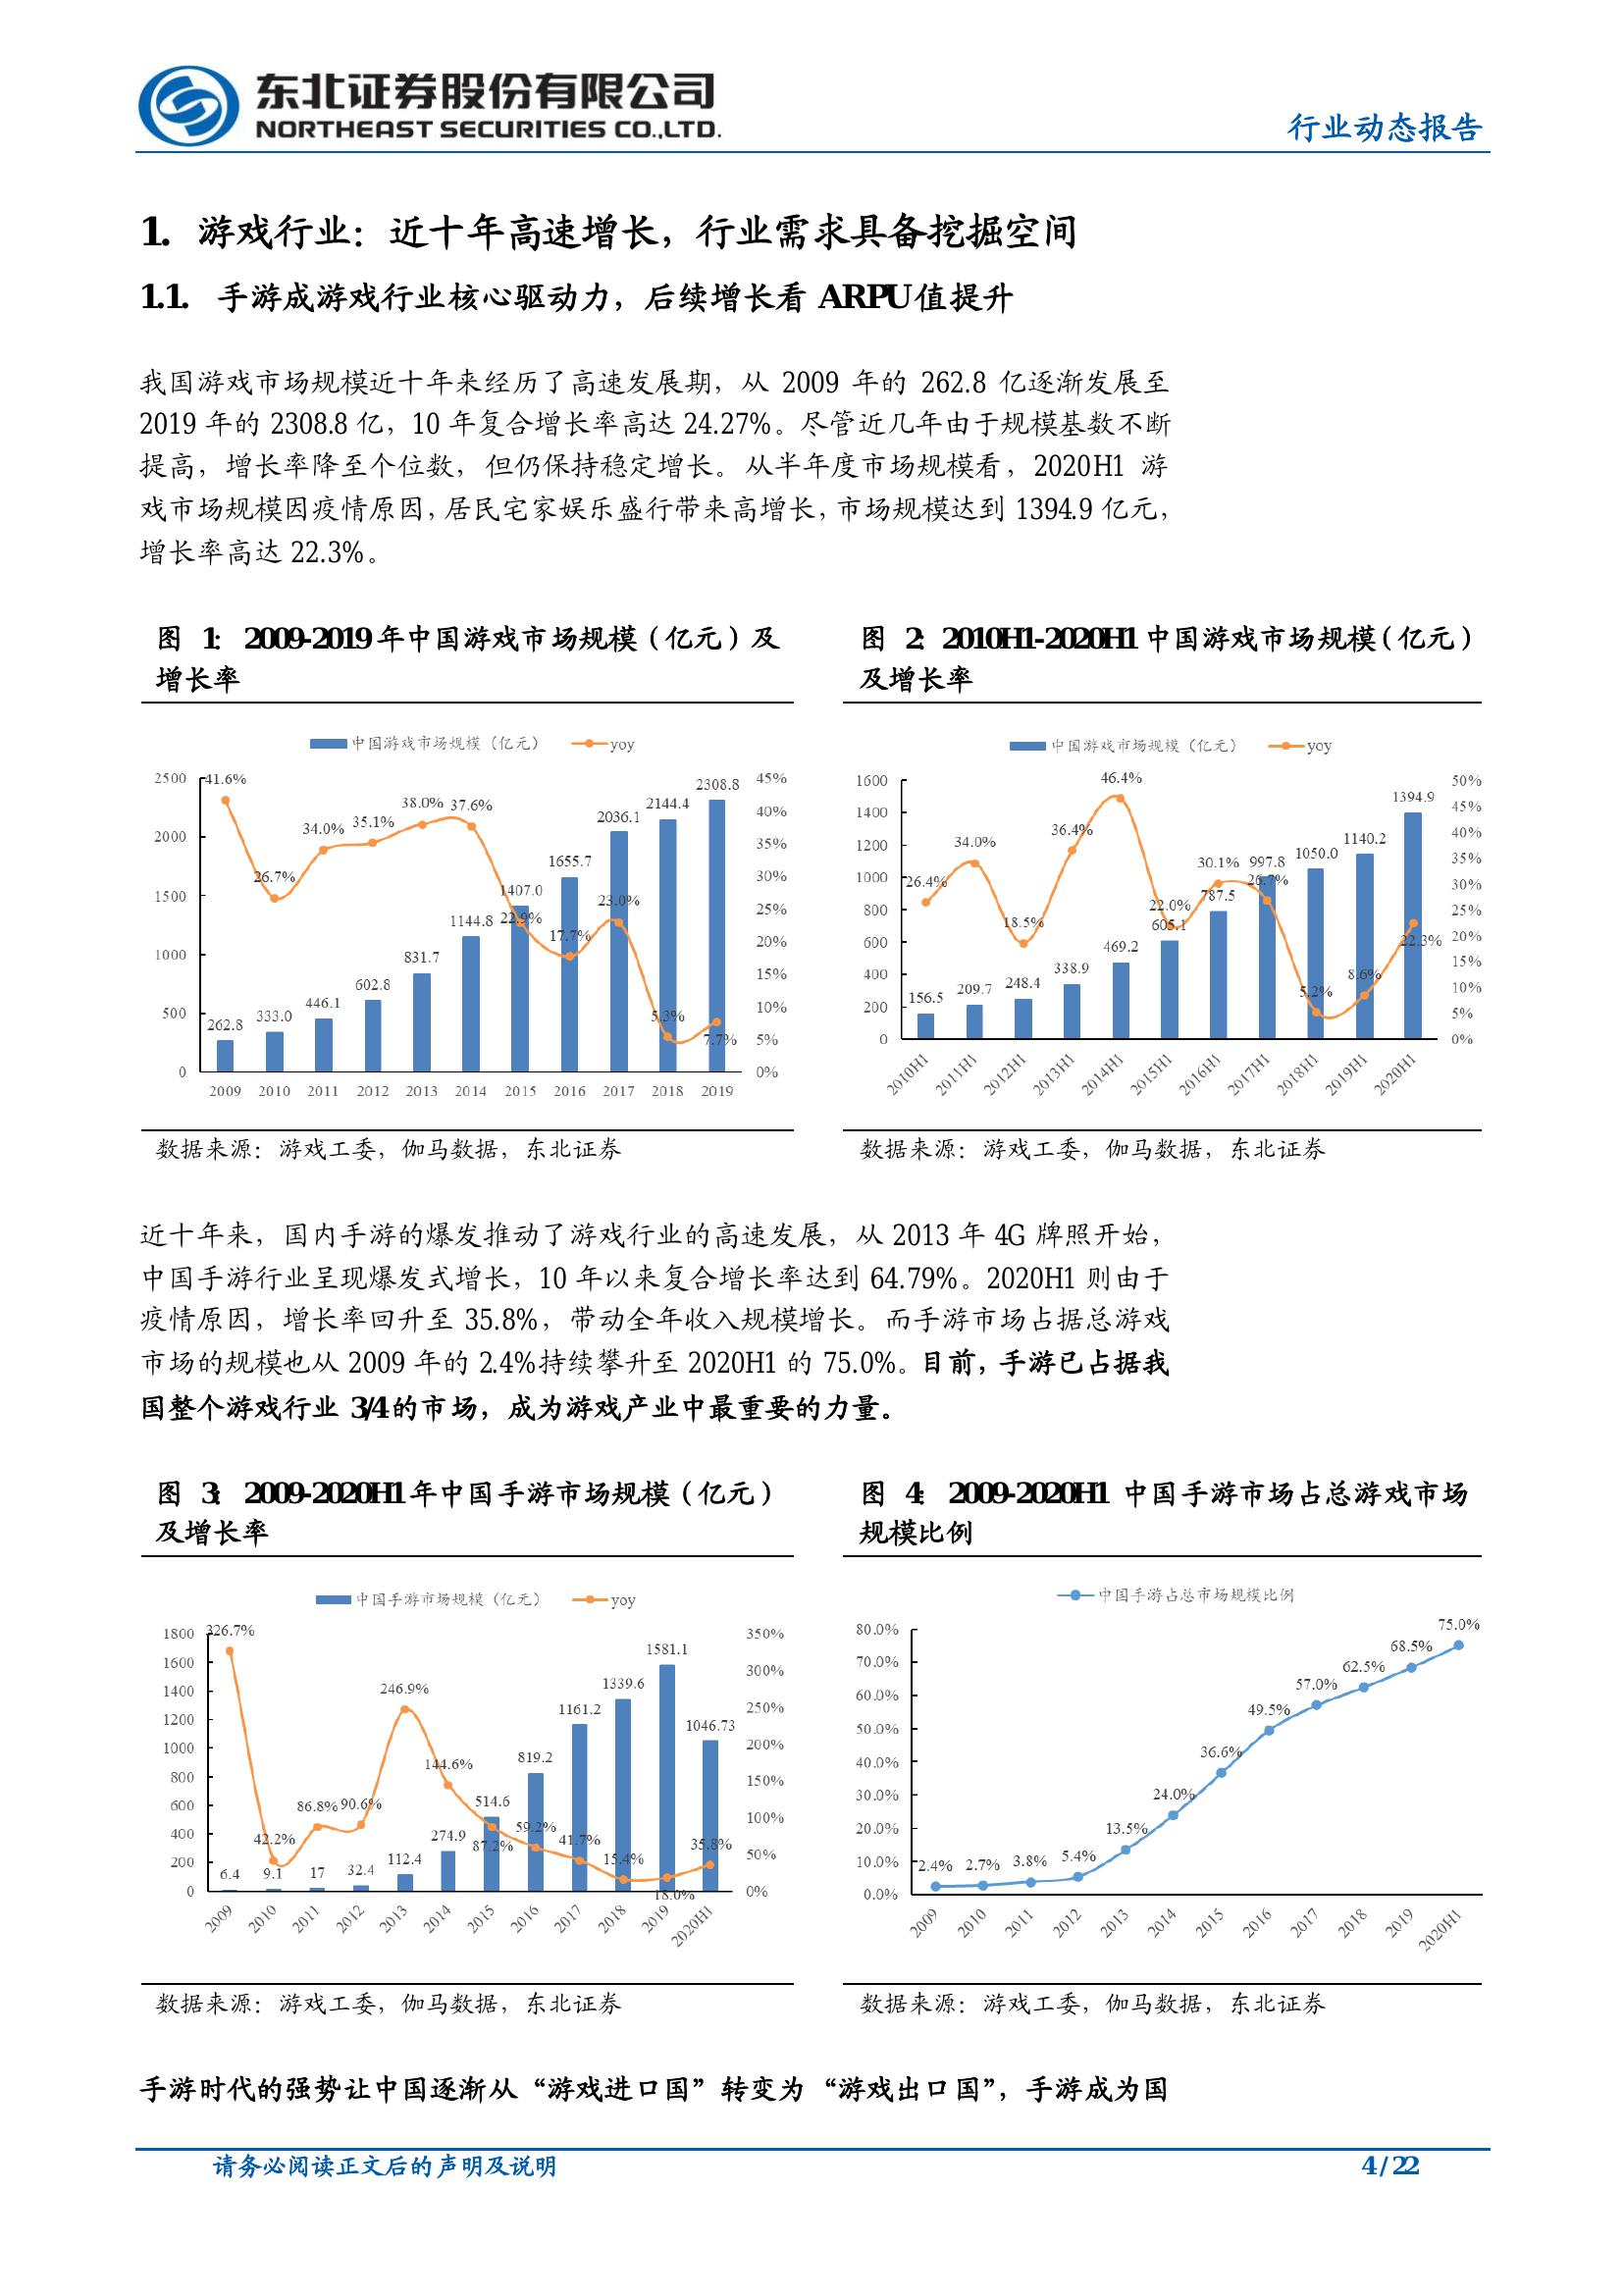 东北证券股份有限公司
NORTHEAST SECURITIES CO.,LTD.
行业动态报告
1. 游戏行业：近十年高速增长，行业需求具备挖掘空间
1.1. 手游成游戏行业核心驱动力，后续增长看 ARPU 值提升
我国游戏市场规模近十年来经历了高速发展期，从 2009 年的 262.8 亿逐渐发展至
2019 年的 2308.8 亿，10 年复合增长率高达 24.27%。尽管近几年由于规模基数不断
提高，增长率降至个位数，但仍保持稳定增长。从半年度市场规模看，2020H1 游
戏市场规模因疫情原因，居民宅家娱乐盛行带来高增长，市场规模达到 1394.9 亿元，
增长率高达 22.3%。
图 1： 2009-2019 年中国游戏市场规模（亿元）及
增长率
中国游戏市场规模（亿元） yoy
2500 2000 1500 1000 500 0
41.6% 26.7% 34.0% 35.1% 38.0% 37.6% 22.9% 17.7% 23.0% 5.3% 7.7%
262.8 333.0 446.1 602.8 831.7 1144.8 1407.0 1655.7 2036.1 2144.4 2308.8
45% 40% 35% 30% 25% 20% 15% 10% 5% 0%
2009 2010 2011 2012 2013 2014 2015 2016 2017 2018 2019
数据来源：游戏工委，伽马数据，东北证券
图 2： 2010H1-2020H1 中国游戏市场规模（亿元）
及增长率
中国游戏市场规模（亿元） yoy
1600 1400 1200 1000 800 600 400 200 0
26.4% 34.0% 18.5% 36.4% 46.4% 22.0% 30.1% 26.7% 5.2% 8.6% 22.3%
156.5 209.7 248.4 338.9 469.2 605.1 787.5 997.8 1050.0 1140.2 1394.9
50% 45% 40% 35% 30% 25% 20% 15% 10% 5% 0%
2010H1 2011H1 2012H1 2013H1 2014H1 2015H1 2016H1 2017H1 2018H1 2019H1 2020H1
数据来源：游戏工委，伽马数据，东北证券
近十年来，国内手游的爆发推动了游戏行业的高速发展，从 2013 年 4G 牌照开始，
中国手游行业呈现爆发式增长，10 年以来复合增长率达到 64.79%。2020H1 则由于
疫情原因，增长率回升至 35.8%，带动全年收入规模增长。而手游市场占据总游戏
市场的规模也从 2009 年的 2.4%持续攀升至 2020H1 的 75.0%。目前，手游已占据我
国整个游戏行业 3/4 的市场，成为游戏产业中最重要的力量。
图 3： 2009-2020H1 年中国手游市场规模（亿元）
及增长率
中国手游市场规模（亿元） yoy
1800 1600 1400 1200 1000 800 600 400 200 0
326.7% 42.2% 86.8% 90.6% 246.9% 144.6% 87.2% 59.2% 41.7% 15.4% 18.0% 35.8%
6.4 9.1 17 32.4 112.4 274.9 514.6 819.2 1161.2 1339.6 1581.1 1046.73
350% 300% 250% 200% 150% 100% 50% 0%
2009 2010 2011 2012 2013 2014 2015 2016 2017 2018 2019 2020H1
数据来源：游戏工委，伽马数据，东北证券
图 4： 2009-2020H1 中国手游市场占总游戏市场
规模比例
中国手游占总市场规模比例
80.0% 70.0% 60.0% 50.0% 40.0% 30.0% 20.0% 10.0% 0.0%
2.4% 2.7% 3.8% 5.4% 13.5% 24.0% 36.6% 49.5% 57.0% 62.5% 68.5% 75.0%
2009 2010 2011 2012 2013 2014 2015 2016 2017 2018 2019 2020H1
数据来源：游戏工委，伽马数据，东北证券
手游时代的强势让中国逐渐从“游戏进口国”转变为“游戏出口国”，手游成为国
请务必阅读正文后的声明及说明
4 / 22